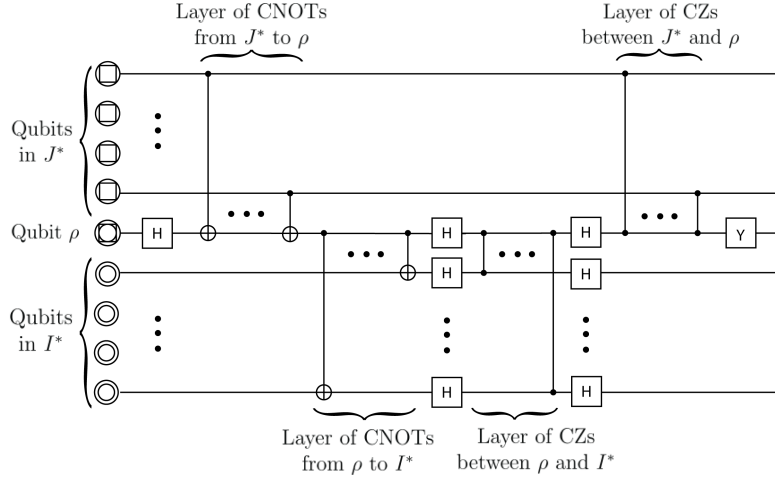 Layer of CNOTs
from J* to ρ
Layer of CZs
between J* and ρ
Qubits
in J*
Qubit ρ
H
H
H
Y
Qubits
in I*
H
H
H
H
Layer of CNOTs
from ρ to I*
Layer of CZs
between ρ and I*